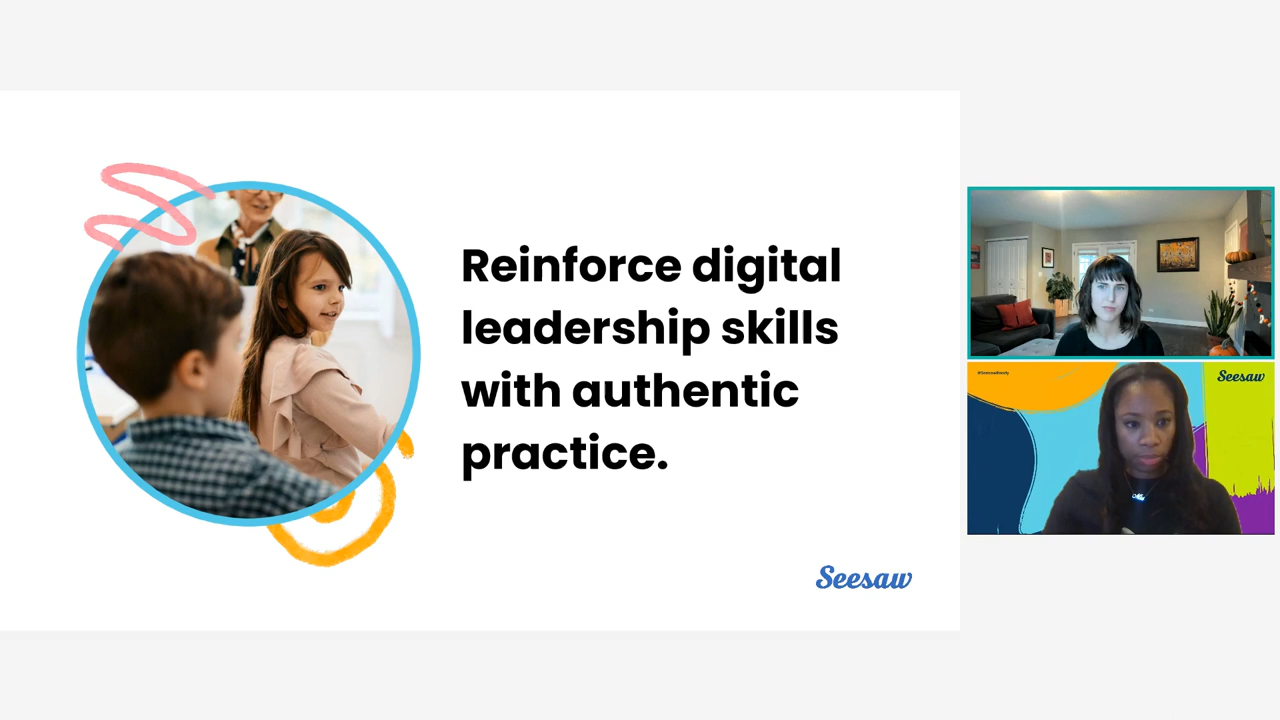 Reinforce digital
leadership skills
with authentic
practice.
Seesaw
Seesaw